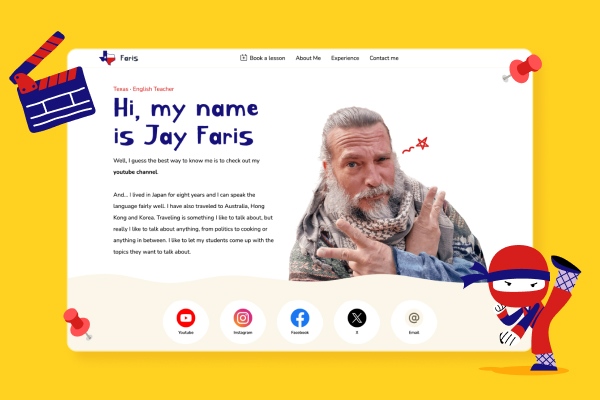 Faris
Book a lesson
About Me
Experience
Contact me
Texas · English Teacher
Hi, my name
is Jay Faris
Well, I guess the best way to know me is to check out my
youtube channel.
And... I lived in Japan for eight years and I can speak the
language fairly well. I have also traveled to Australia, Hong
Kong and Korea. Traveling is something I like to talk about, but
really I like to talk about anything, from politics to cooking or
anything in between. I like to let my students come up with the
topics they want to talk about.
Youtube
Instagram
Facebook
X
Email